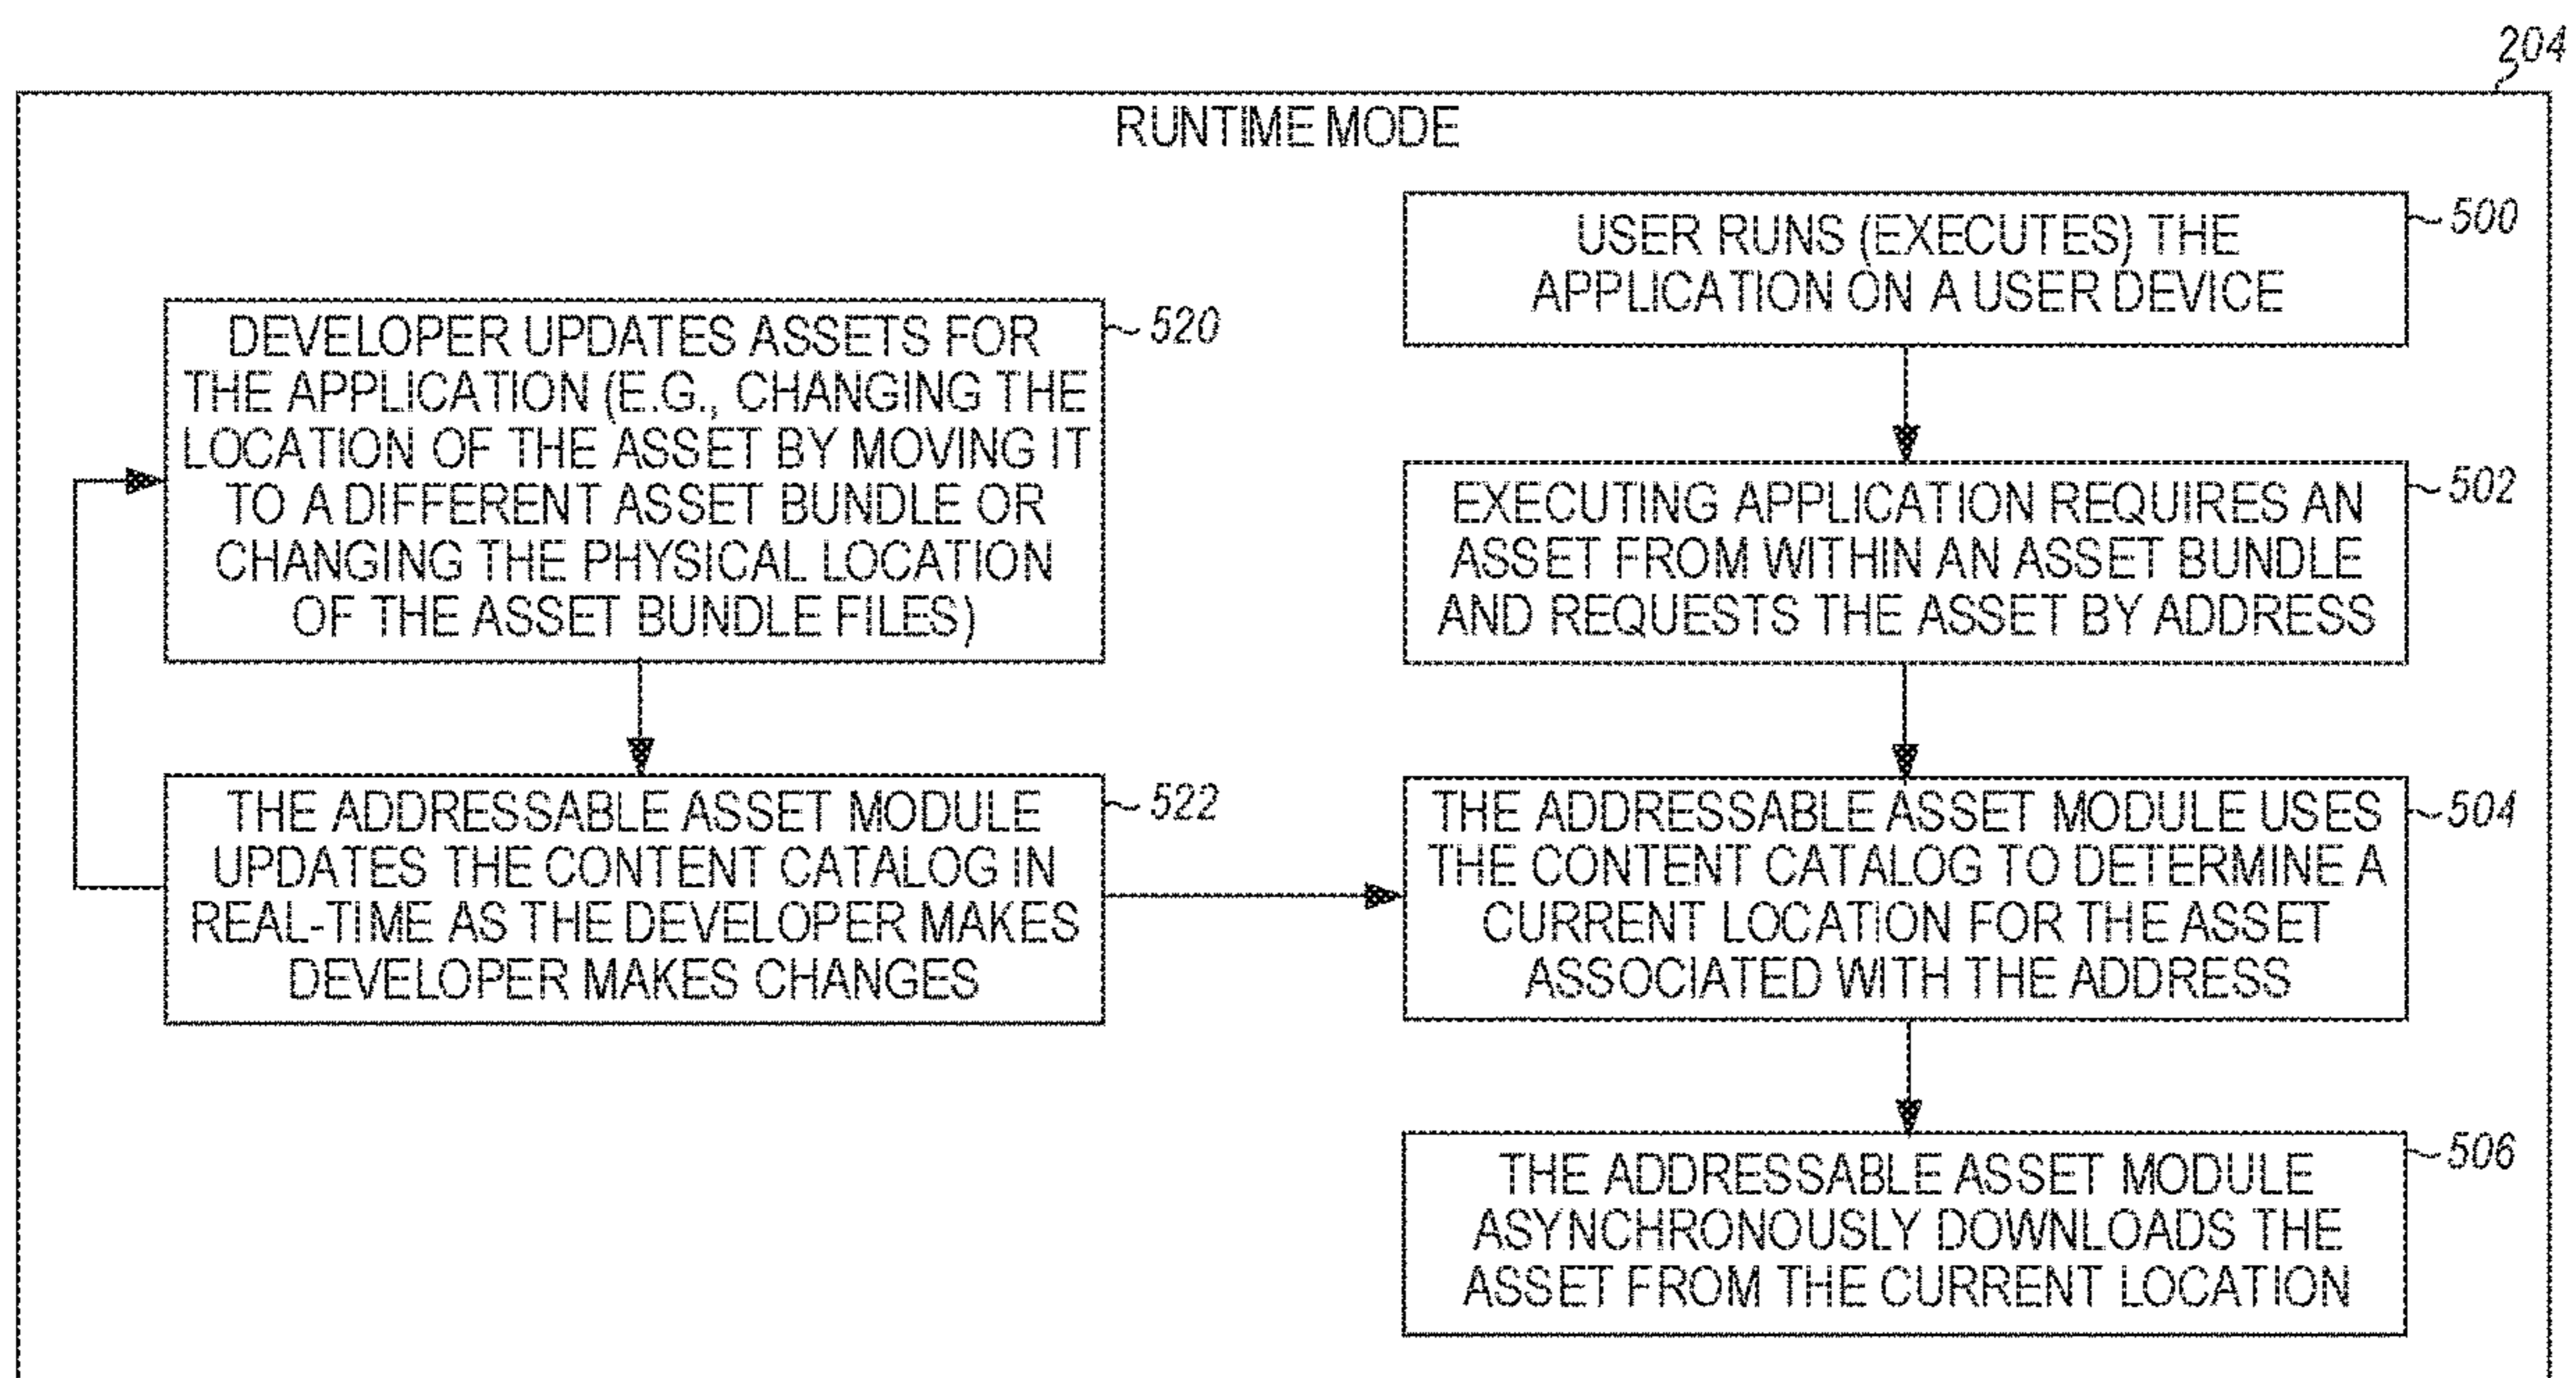 204
RUNTIME MODE
USER RUNS (EXECUTES) THE
APPLICATION ON A USER DEVICE
500
DEVELOPER UPDATES ASSETS FOR
THE APPLICATION (E.G., CHANGING THE
LOCATION OF THE ASSET BY MOVING IT
TO A DIFFERENT ASSET BUNDLE OR
CHANGING THE PHYSICAL LOCATION
OF THE ASSET BUNDLE FILES)
520
EXECUTING APPLICATION REQUIRES AN
ASSET FROM WITHIN AN ASSET BUNDLE
AND REQUESTS THE ASSET BY ADDRESS
502
THE ADDRESSABLE ASSET MODULE
UPDATES THE CONTENT CATALOG IN
REAL-TIME AS THE DEVELOPER MAKES
DEVELOPER MAKES CHANGES
522
THE ADDRESSABLE ASSET MODULE USES
THE CONTENT CATALOG TO DETERMINE A
CURRENT LOCATION FOR THE ASSET
ASSOCIATED WITH THE ADDRESS
504
THE ADDRESSABLE ASSET MODULE
ASYNCHRONOUSLY DOWNLOADS THE
ASSET FROM THE CURRENT LOCATION
506